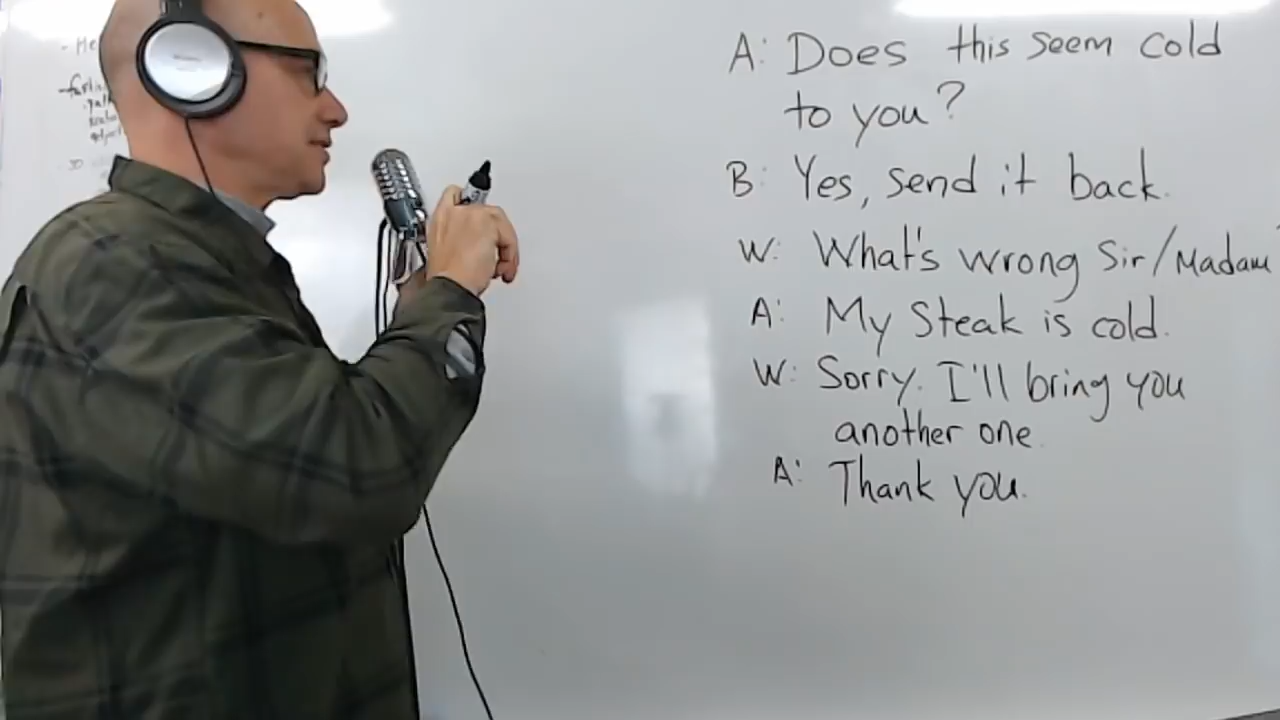 A: Does this seem cold
to you?
B: Yes, send it back.
W: What's wrong Sir/Madam
A: My Steak is cold.
W: Sorry. I'll bring you
another one.
A: Thank you.